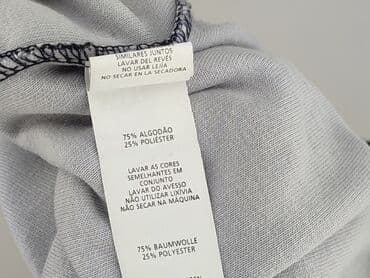 SIMILARES JUNTOS
LAVAR DEL REVÉS
NO USAR LEJÍA
NO SECAR EN LA SECADORA
75% ALGODÃO
25% POLIÉSTER
LAVAR AS CORES
SEMELHANTES EM
CONJUNTO
LAVAR DO AVESSO
NÃO UTILIZAR LIXÍVIA
NÃO SECAR NA MÁQUINA
75% BAUMWOLLE
25% POLYESTER